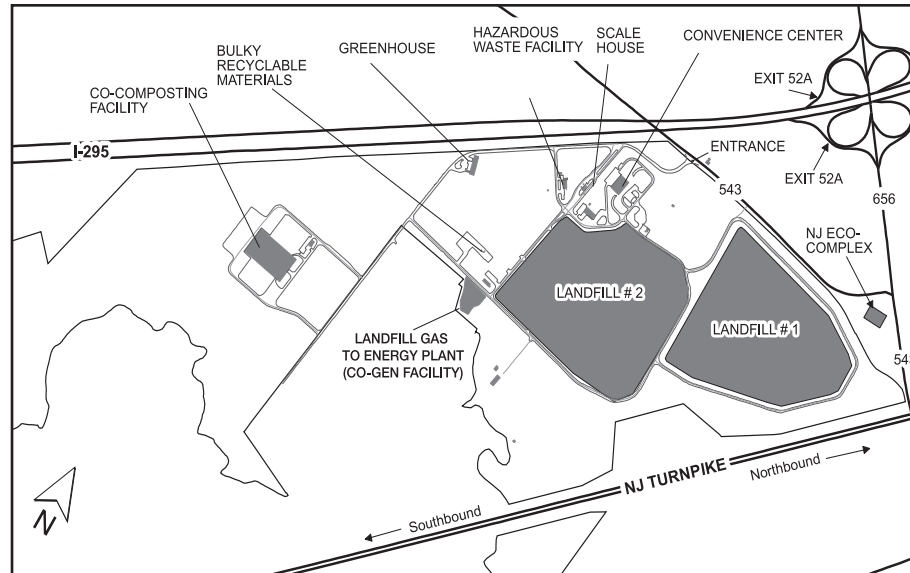 HAZARDOUS
WASTE FACILITY
SCALE
HOUSE
CONVENIENCE CENTER
BULKY
RECYCLABLE
MATERIALS
GREENHOUSE
EXIT 52A
CO-COMPOSTING
FACILITY
I-295
ENTRANCE
EXIT 52A
543
656
NJ ECO-
COMPLEX
LANDFILL # 2
LANDFILL # 1
LANDFILL GAS
TO ENERGY PLANT
(CO-GEN FACILITY)
NJ TURNPIKE
Northbound
Southbound
N